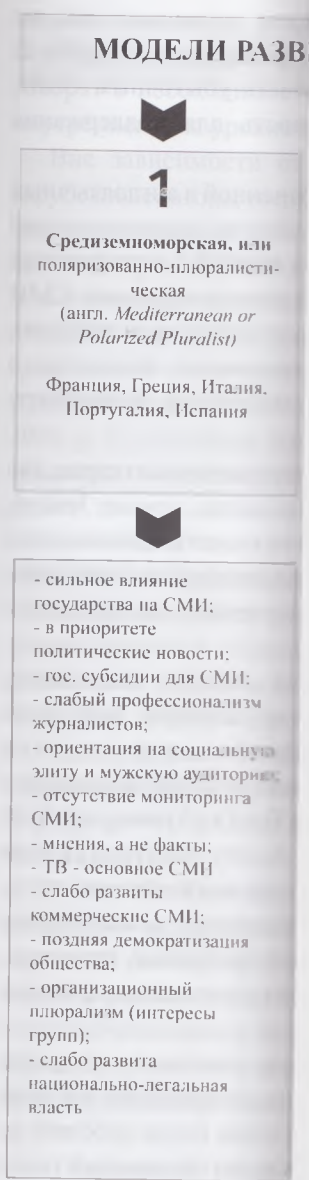 МОДЕЛИ РАЗВ
1
Средиземноморская, или
поляризованно-плюралисти-
ческая
(англ. Mediterranean or
Polarized Pluralist)
Франция, Греция, Италия,
Португалия, Испания
- сильное влияние
государства на СМИ;
- в приоритете
политические новости;
- гос. субсидии для СМИ;
- слабый профессионализм
журналистов;
- ориентация на социальную
элиту и мужскую аудиторию;
- отсутствие мониторинга
СМИ;
- мнения, а не факты;
- ТВ - основное СМИ
- слабо развиты
коммерческие СМИ;
- поздняя демократизация
общества;
- организационный
плюрализм (интересы
групп);
- слабо развита
национально-легальная
власть